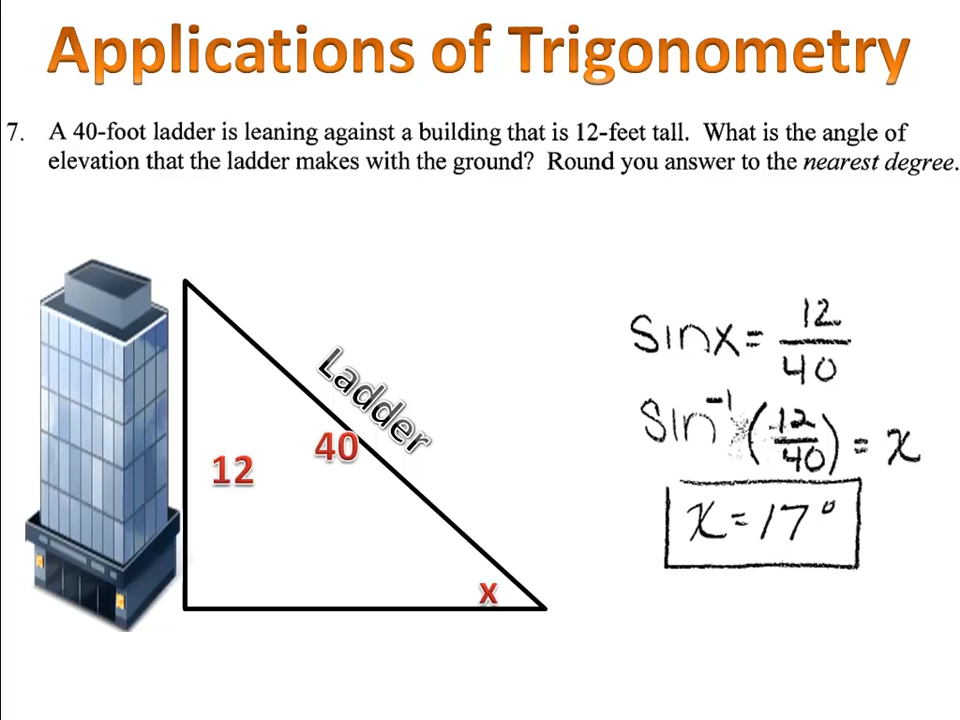 Applications of Trigonometry
7. A 40-foot ladder is leaning against a building that is 12-feet tall. What is the angle of
elevation that the ladder makes with the ground? Round you answer to the nearest degree.
Ladder
40
12
x
sinx = 12/40
sin⁻¹(12/40) = x
x = 17°